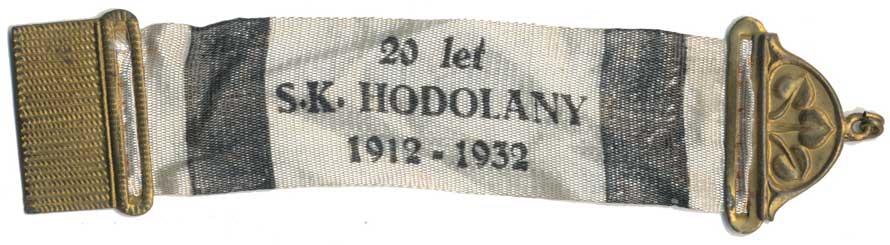 20 let
S.K. HODOLANY
1912 - 1932